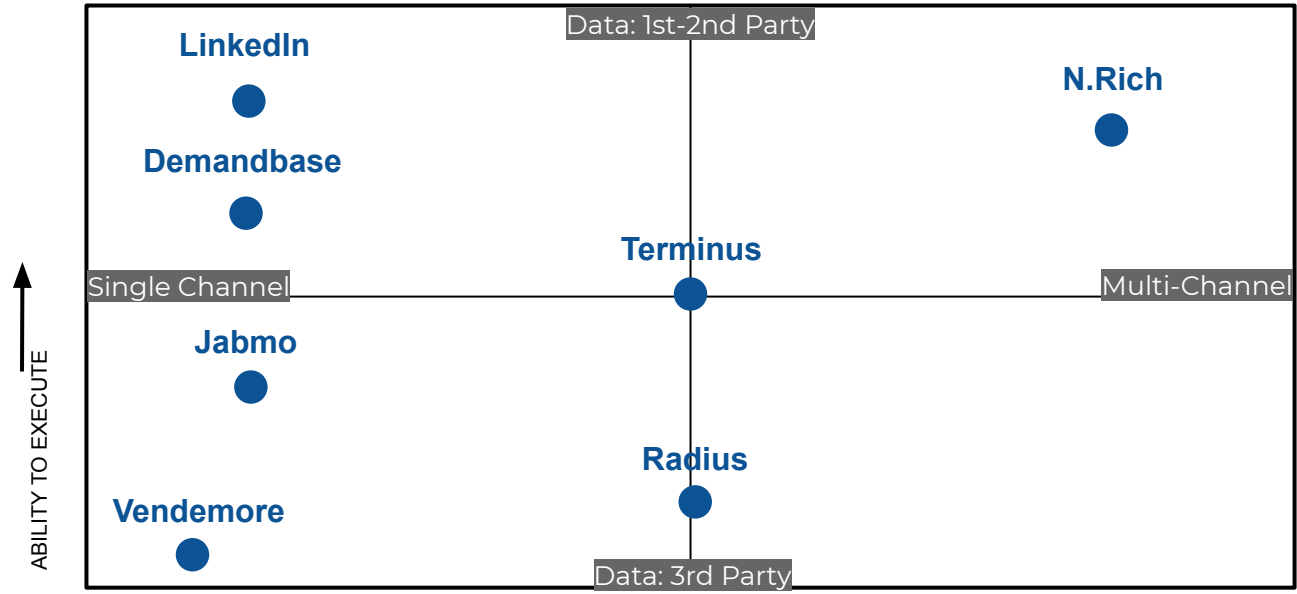 Data: 1st-2nd Party
LinkedIn
N.Rich
Demandbase
Terminus
Single Channel
Multi-Channel
Jabmo
ABILITY TO EXECUTE
Radius
Vendemore
Data: 3rd Party